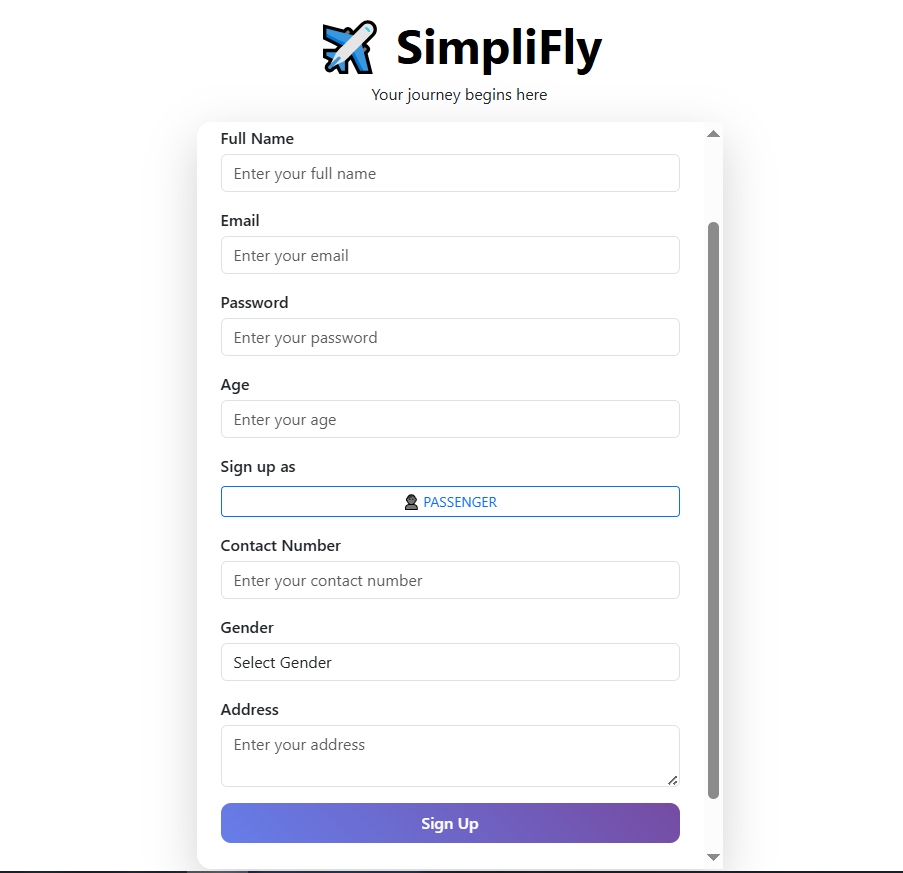 SimpliFly
Your journey begins here
Full Name
Enter your full name
Email
Enter your email
Password
Enter your password
Age
Enter your age
Sign up as
PASSENGER
Contact Number
Enter your contact number
Gender
Select Gender
Address
Enter your address
Sign Up